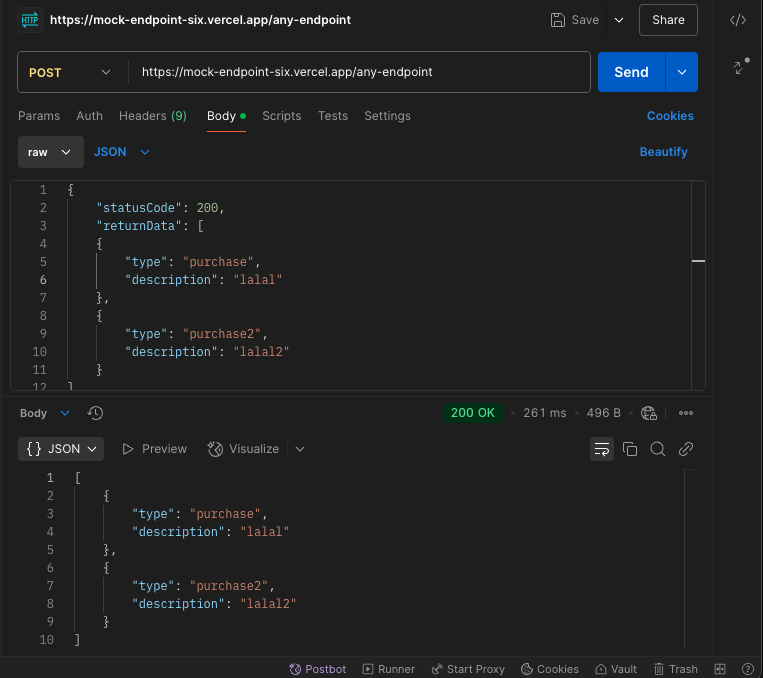 HTTP https://mock-endpoint-six.vercel.app/any-endpoint Save Share
POST https://mock-endpoint-six.vercel.app/any-endpoint Send
Params Auth Headers (9) Body Scripts Tests Settings Cookies
raw JSON Beautify
1 {
2 "statusCode": 200,
3 "returnData": [
4 {
5 "type": "purchase",
6 "description": "lalal"
7 },
8 {
9 "type": "purchase2",
10 "description": "lalal2"
11 }
12 ]
Body 200 OK 261 ms 496 B
{} JSON Preview Visualize
1 [
2 {
3 "type": "purchase",
4 "description": "lalal"
5 },
6 {
7 "type": "purchase2",
8 "description": "lalal2"
9 }
10 ]
Postbot Runner Start Proxy Cookies Vault Trash